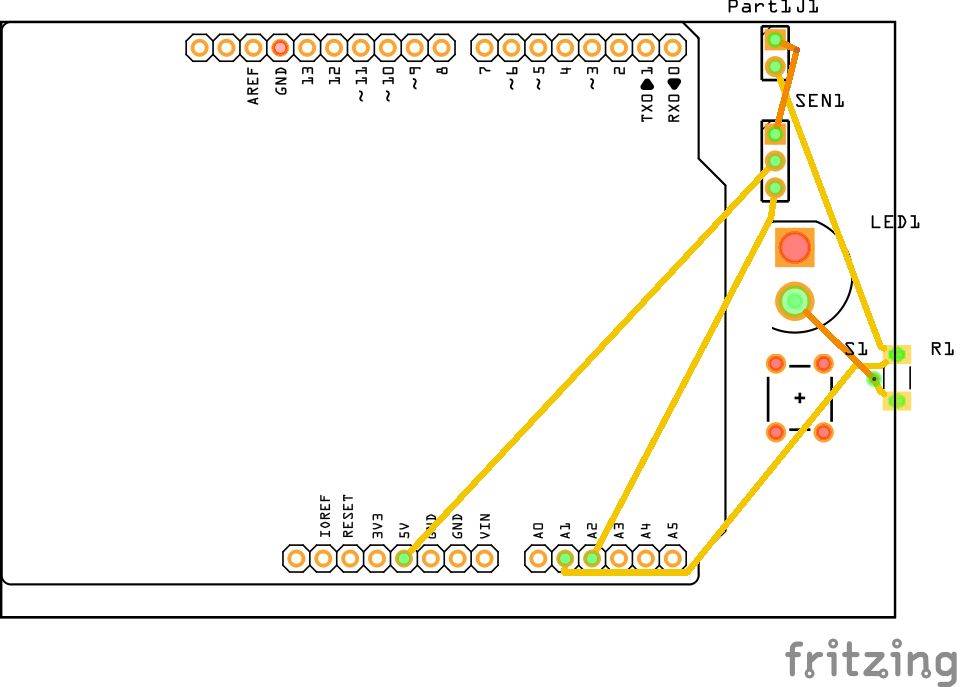 Part1J1
AREF
GND
13
12
~11
~10
~9
8
7
~6
~5
4
~3
2
TX0▶1
RX0◀0
SEN1
LED1
S1
R1
IOREF
RESET
3V3
5V
GND
GND
VIN
A0
A1
A2
A3
A4
A5
fritzing